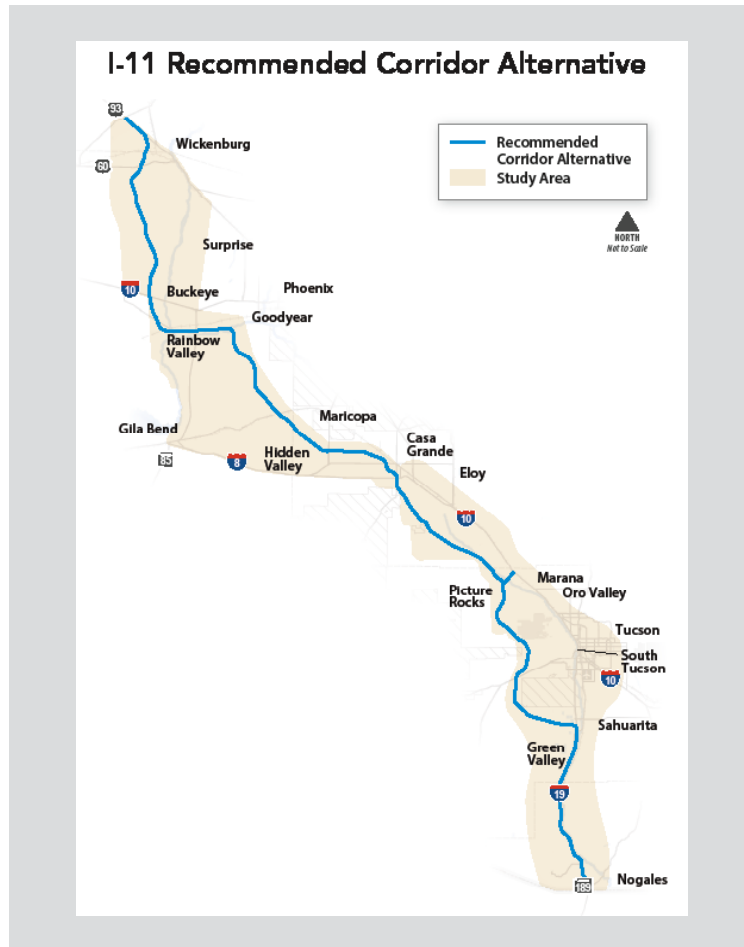 I-11 Recommended Corridor Alternative
93
Wickenburg
Recommended
Corridor Alternative
Study Area
60
NORTH
Not to Scale
Surprise
10
Buckeye
Phoenix
Goodyear
Rainbow
Valley
Maricopa
Gila Bend
Casa
Grande
85
8
Hidden
Valley
Eloy
10
Marana
Picture
Rocks
Oro Valley
Tucson
South
Tucson
10
Sahuarita
Green
Valley
19
Nogales
189